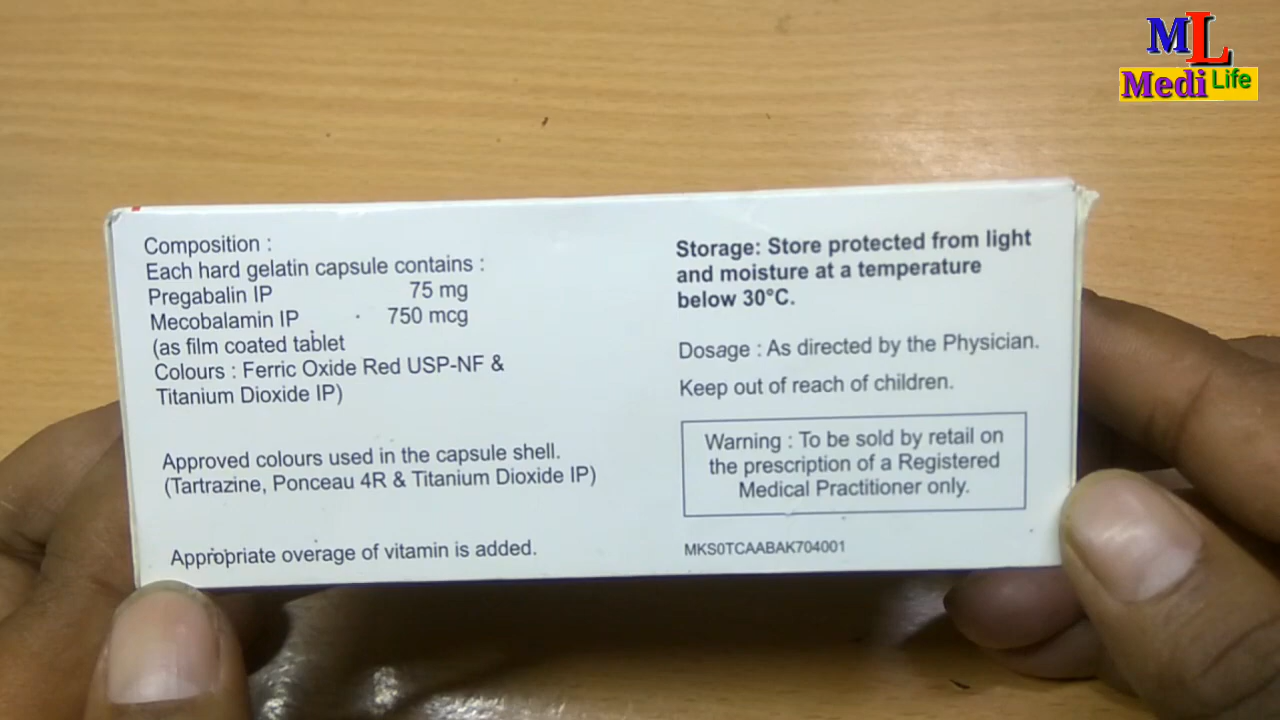 ML
Medi Life
Composition :
Each hard gelatin capsule contains :
Pregabalin IP 75 mg
Mecobalamin IP 750 mcg
(as film coated tablet
Colours : Ferric Oxide Red USP-NF &
Titanium Dioxide IP)
Approved colours used in the capsule shell.
(Tartrazine, Ponceau 4R & Titanium Dioxide IP)
Appropriate overage of vitamin is added.
Storage: Store protected from light
and moisture at a temperature
below 30°C.
Dosage : As directed by the Physician.
Keep out of reach of children.
Warning : To be sold by retail on
the prescription of a Registered
Medical Practitioner only.
MKS0TCAABAK704001